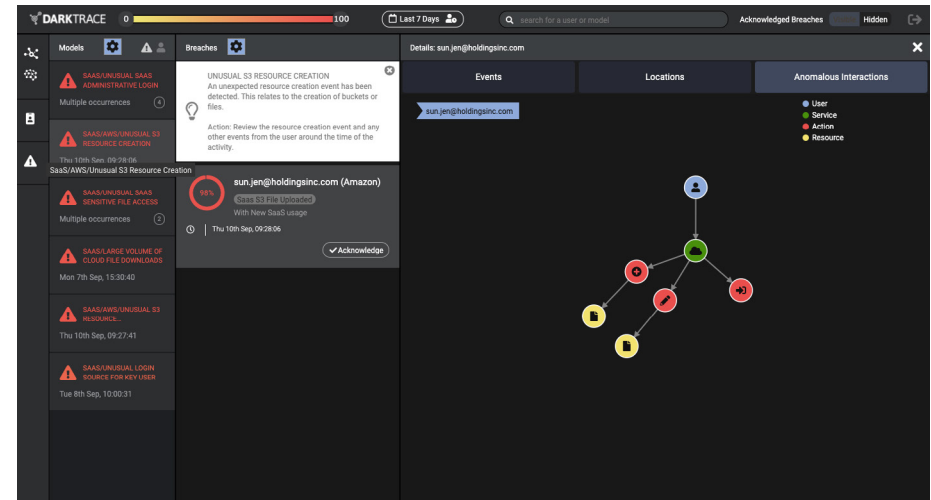 DARKTRACE
0
100
Last 7 Days
search for a user or model
Acknowledged Breaches
Hidden
Models
Breaches
Details: sun.jen@holdingsinc.com
SAAS/UNUSUAL SAAS
ADMINISTRATIVE LOGIN
Multiple occurrences
4
SAAS/AWS/UNUSUAL S3
RESOURCE CREATION
Thu 10th Sep, 09:28:06
SaaS/AWS/Unusual S3 Resource Creation
SAAS/UNUSUAL SAAS
SENSITIVE FILE ACCESS
Multiple occurrences
2
SAAS/LARGE VOLUME OF
CLOUD FILE DOWNLOADS
Mon 7th Sep, 15:30:40
SAAS/AWS/UNUSUAL S3
RESOURCE...
Thu 10th Sep, 09:27:41
SAAS/UNUSUAL LOGIN
SOURCE FOR KEY USER
Tue 8th Sep, 10:00:31
UNUSUAL S3 RESOURCE CREATION
An unexpected resource creation event has been
detected. This relates to the creation of buckets or
files.
Action: Review the resource creation event and any
other events from the user around the time of the
activity.
98%
sun.jen@holdingsinc.com (Amazon)
Saas S3 File Uploaded
With New SaaS usage
Thu 10th Sep, 09:28:06
Acknowledge
Events
Locations
Anomalous Interactions
sun.jen@holdingsinc.com
User
Service
Action
Resource